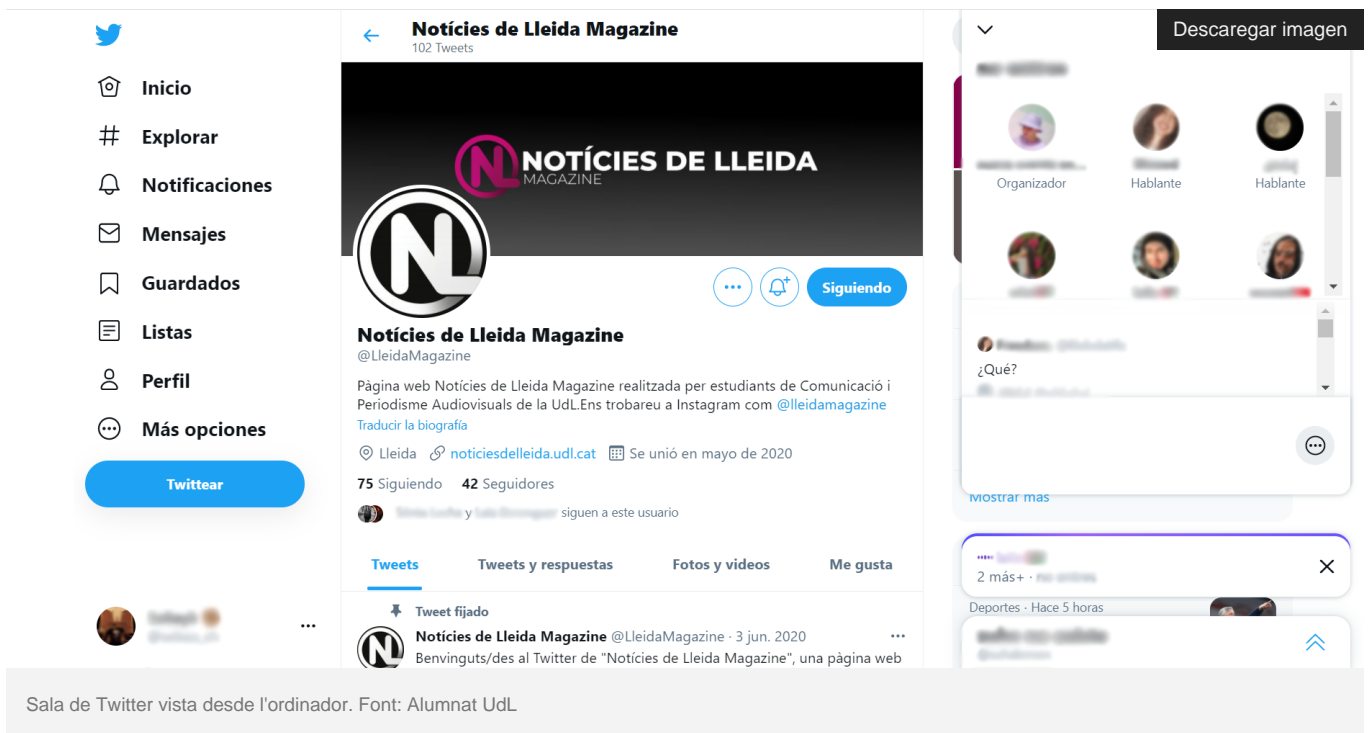 Descaregar imagen
Notícies de Lleida Magazine
102 Tweets
Inicio
Explorar
Notificaciones
Mensajes
Guardados
Listas
Perfil
Más opciones
Twittear
NL NOTÍCIES DE LLEIDA
MAGAZINE
NL
Siguiendo
Notícies de Lleida Magazine
@LleidaMagazine
Pàgina web Notícies de Lleida Magazine realitzada per estudiants de Comunicació i
Periodisme Audiovisuals de la UdL.Ens trobareu a Instagram com @lleidamagazine
Traducir la biografía
Lleida noticiesdelleida.udl.cat Se unió en mayo de 2020
75 Siguiendo 42 Seguidores
y siguen a este usuario
Tweets Tweets y respuestas Fotos y videos Me gusta
Tweet fijado
Notícies de Lleida Magazine @LleidaMagazine · 3 jun. 2020
NL
Benvinguts/des al Twitter de "Notícies de Lleida Magazine", una pàgina web
Organizador Hablante Hablante
¿Qué?
Mostrar más
2 más+ ·
Deportes · Hace 5 horas
Sala de Twitter vista desde l'ordinador. Font: Alumnat UdL